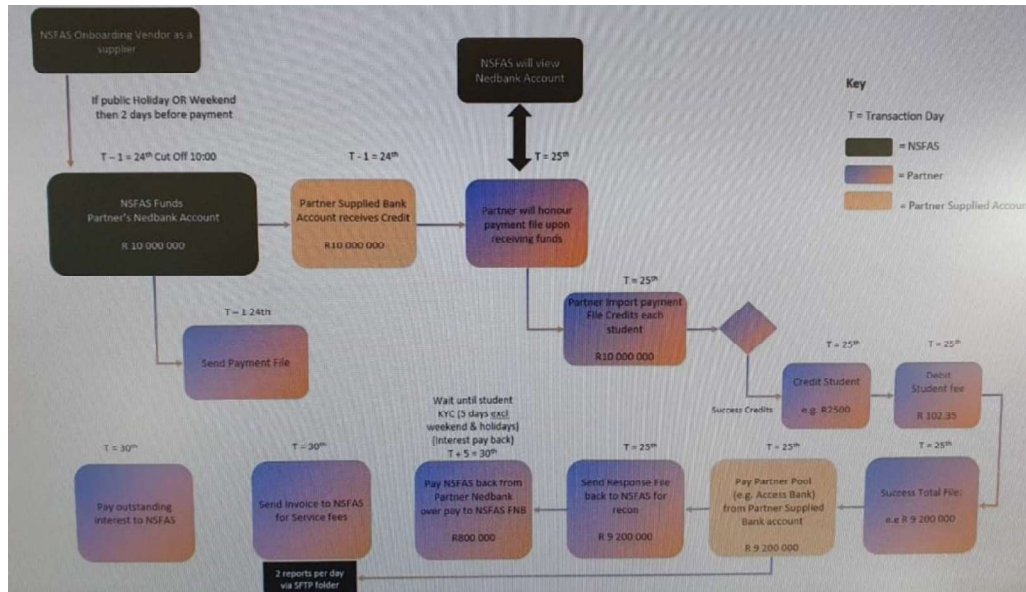 NSFAS Onboarding Vendor as a
supplier
If public Holiday OR Weekend
then 2 days before payment
NSFAS will view
Nedbank Account
Key
T = Transaction Day
= NSFAS
= Partner
= Partner Supplied Accoun
T – 1 = 24th Cut Off 10:00
NSFAS Funds
Partner's Nedbank Account
R 10 000 000
T - 1 = 24th
Partner Supplied Bank
Account receives Credit
R10 000 000
T = 25th
Partner will honour
payment file upon
receiving funds
T – 1 24th
Send Payment File
T = 25th
Partner Import payment
File Credits each
student
R10 000 000
Success Credits
T = 25th
Credit Student
e.g. R2500
T = 25th
Debit
Student fee
R 102.35
T = 30th
Pay outstanding
interest to NSFAS
T – 30th
Send Invoice to NSFAS
for Service fees
Wait until student
KYC (5 days excl
weekend & holidays)
(Interest pay back)
T + 5 = 30th
Pay NSFAS back from
Partner Nedbank
over pay to NSFAS FNB
R800 000
T = 25th
Send Response File
back to NSFAS for
recon
R 9 200 000
T = 25th
Pay Partner Pool
(e.g. Access Bank)
from Partner Supplied
Bank account
R 9 200 000
T = 25th
Success Total File:
e.e R 9 200 000
2 reports per day
via SFTP folder